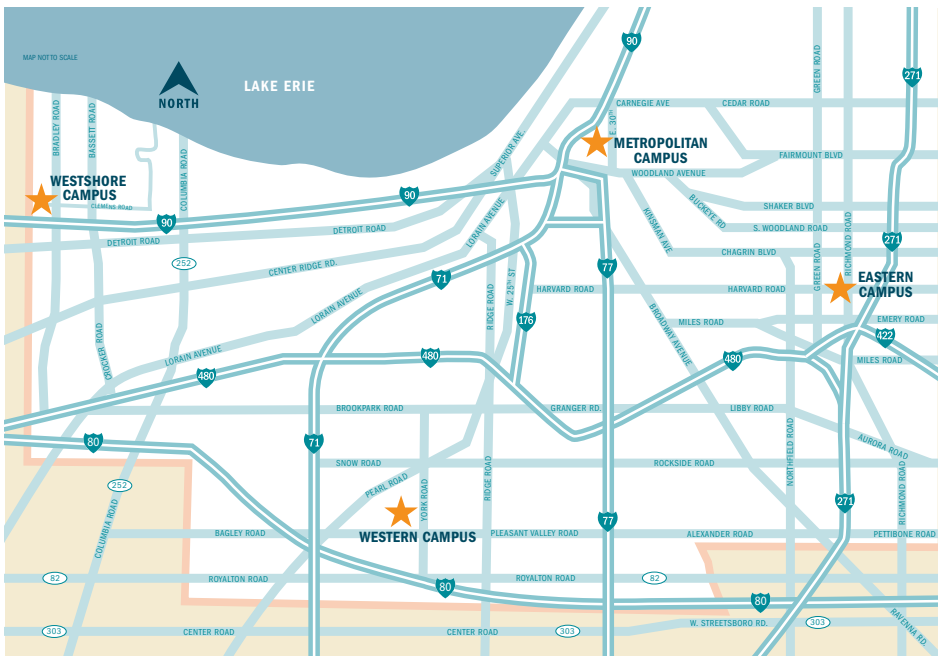 90
GREEN ROAD
271
MAP NOT TO SCALE
LAKE ERIE
NORTH
CARNEGIE AVE
CEDAR ROAD
E. 30TH
BRADLEY ROAD
BASSETT ROAD
SUPERIOR AVE.
METROPOLITAN
CAMPUS
FAIRMOUNT BLVD
WOODLAND AVENUE
COLUMBIA ROAD
WESTSHORE
CAMPUS
CLEMENS ROAD
90
90
LORAIN AVENUE
BUCKEYE RD
SHAKER BLVD
KINSMAN AVE
S. WOODLAND ROAD
DETROIT ROAD
DETROIT ROAD
RICHMOND ROAD
271
CHAGRIN BLVD
GREEN ROAD
252
CENTER RIDGE RD.
71
77
W. 25TH ST
HARVARD ROAD
HARVARD ROAD
EASTERN
CAMPUS
LORAIN AVENUE
RIDGE ROAD
176
MILES ROAD
EMERY ROAD
BROADWAY AVENUE
422
CROCKER ROAD
LORAIN AVENUE
480
480
480
MILES ROAD
BROOKPARK ROAD
GRANGER RD.
LIBBY ROAD
80
71
NORTHFIELD ROAD
AURORA ROAD
SNOW ROAD
ROCKSIDE ROAD
252
PEARL ROAD
YORK ROAD
RIDGE ROAD
RICHMOND ROAD
271
COLUMBIA ROAD
77
BAGLEY ROAD
WESTERN CAMPUS
PLEASANT VALLEY ROAD
ALEXANDER ROAD
PETTIBONE ROAD
82
ROYALTON ROAD
80
ROYALTON ROAD
82
80
303
CENTER ROAD
CENTER ROAD
303
W. STREETSBORO RD.
303
RAVENNA RD.